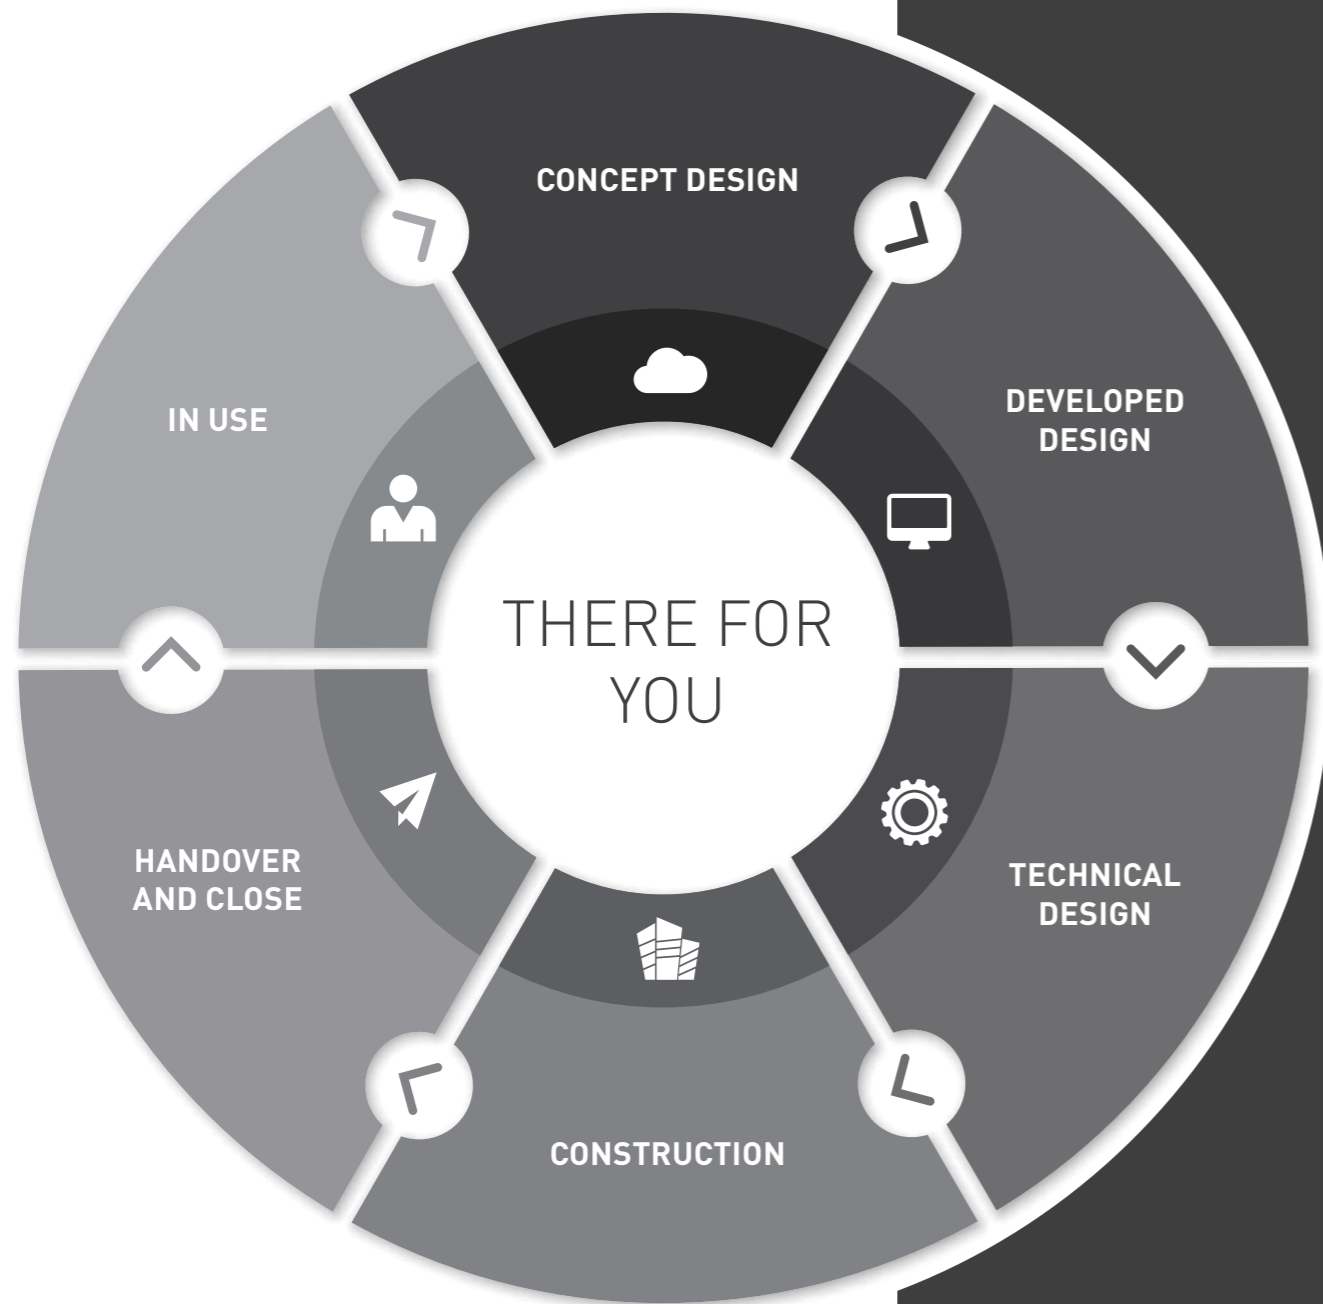 CONCEPT DESIGN
DEVELOPED
DESIGN
TECHNICAL
DESIGN
CONSTRUCTION
HANDOVER
AND CLOSE
IN USE
THERE FOR
YOU